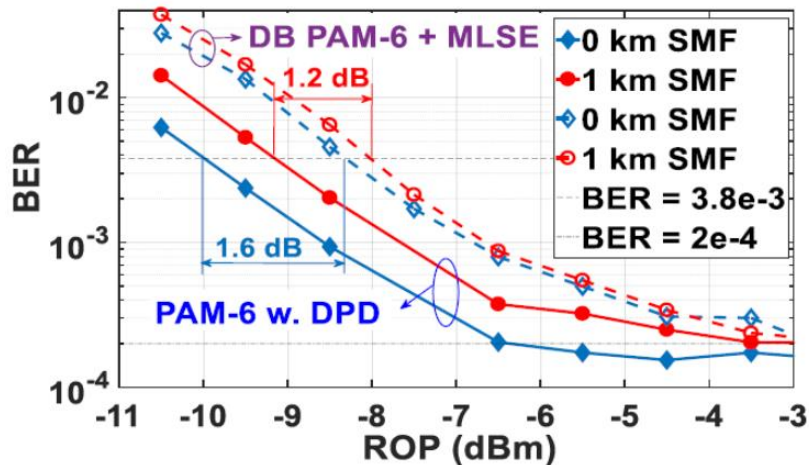 DB PAM-6 + MLSE
1.2 dB
1.6 dB
PAM-6 w. DPD
0 km SMF
1 km SMF
0 km SMF
1 km SMF
BER = 3.8e-3
BER = 2e-4
BER
10-2
10-3
10-4
-11 -10 -9 -8 -7 -6 -5 -4 -3
ROP (dBm)